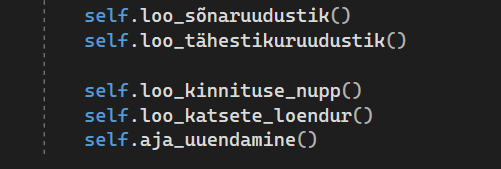 self.loo_sõnaruudustik()
self.loo_tähestikuruudustik()
self.loo_kinnituse_nupp()
self.loo_katsete_loendur()
self.aja_uuendamine()